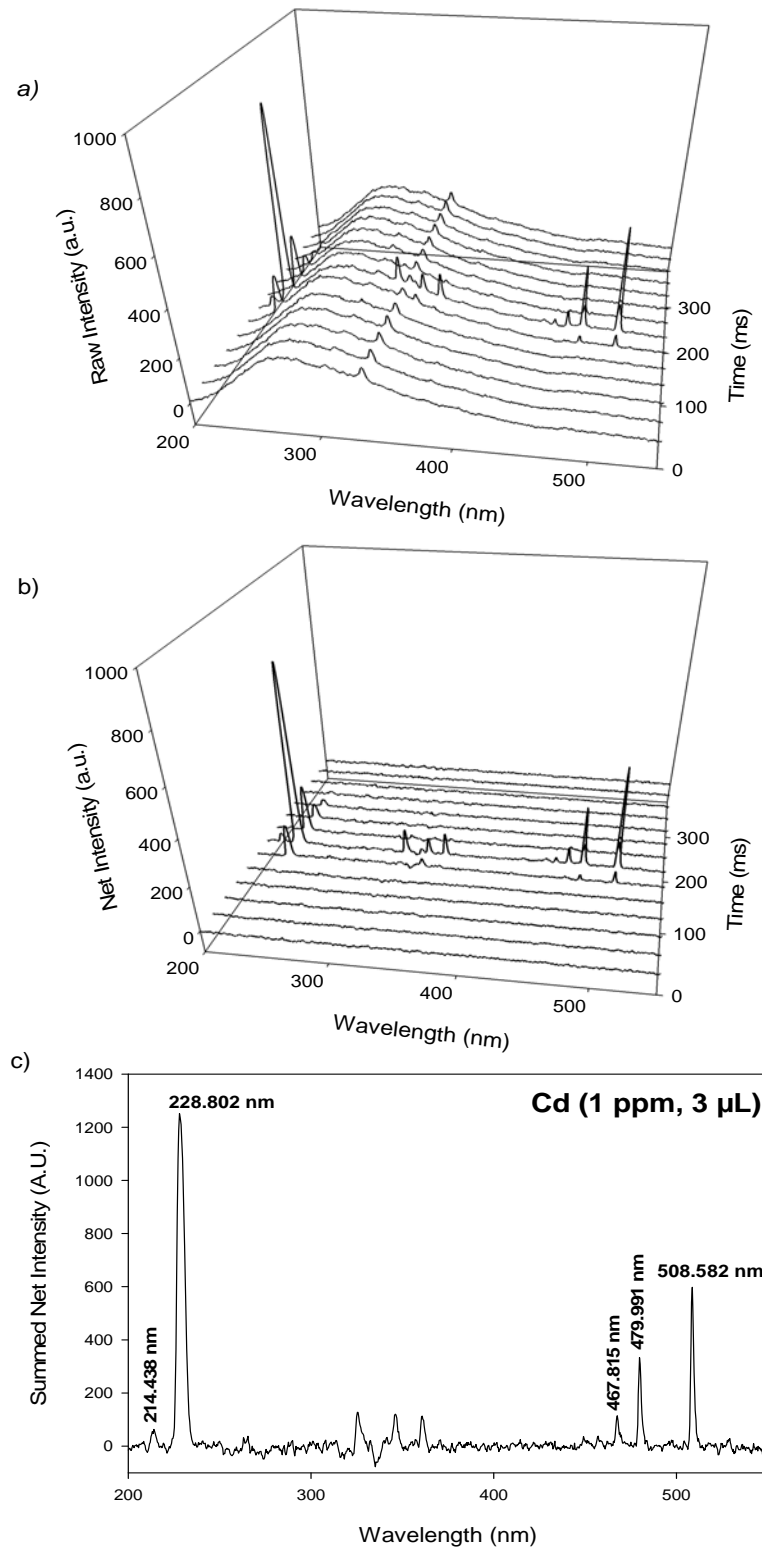 a)
1000
800
600
400
200
0
Raw Intensity (a.u.)
200
300
400
500
Wavelength (nm)
300
200
100
0
Time (ms)
b)
1000
800
600
400
200
0
Net Intensity (a.u.)
200
300
400
500
Wavelength (nm)
300
200
100
0
Time (ms)
c)
1400
1200
1000
800
600
400
200
0
Summed Net Intensity (A.U.)
228.802 nm
Cd (1 ppm, 3 µL)
214.438 nm
467.815 nm
479.991 nm
508.582 nm
200
300
400
500
Wavelength (nm)